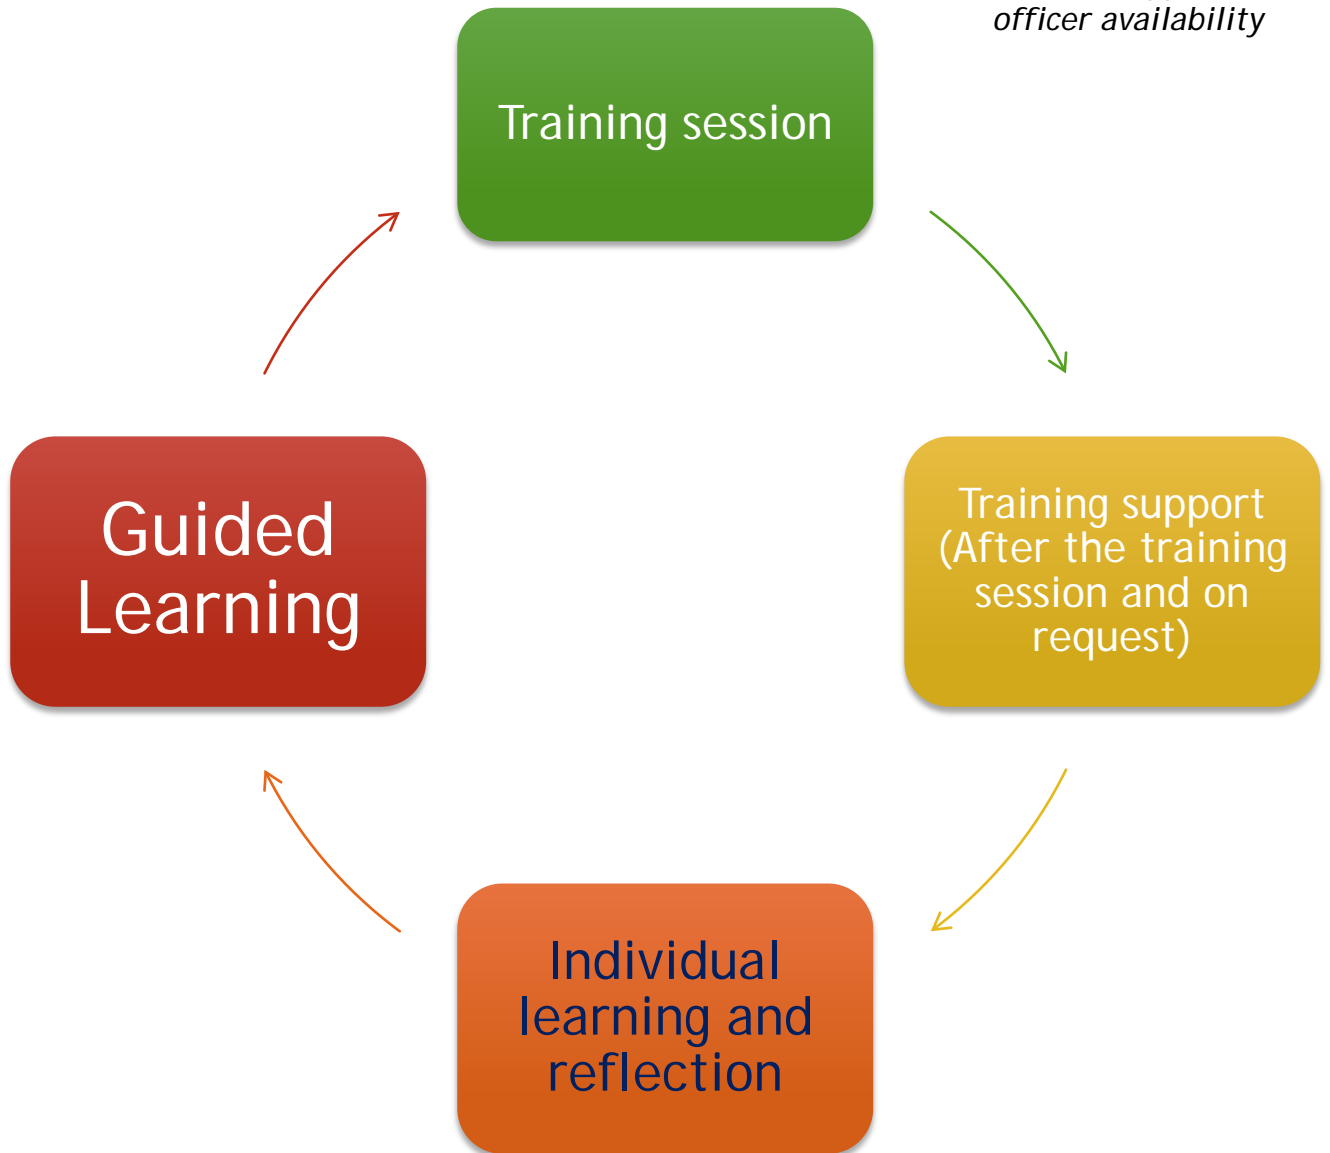 officer availability
Training session
Guided
Learning
Training support
(After the training
session and on
request)
Individual
learning and
reflection